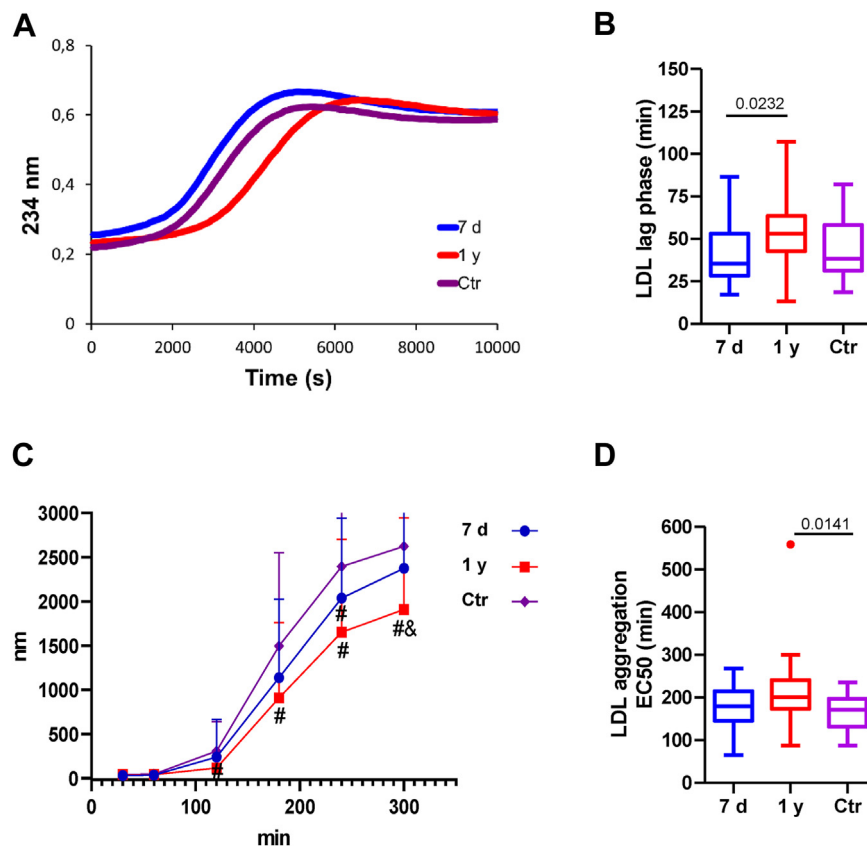 A
0,8
0,6
0,4
0,2
0
234 nm
0 2000 4000 6000 8000 10000
Time (s)
7 d
1 y
Ctr
B
150
125
100
75
50
25
0
LDL lag phase (min)
0.0232
7 d 1 y Ctr
C
3000
2500
2000
1500
1000
500
0
nm
0 100 200 300
min
# # # # #&
7 d
1 y
Ctr
D
600
500
400
300
200
100
0
LDL aggregation
EC50 (min)
0.0141
7 d 1 y Ctr